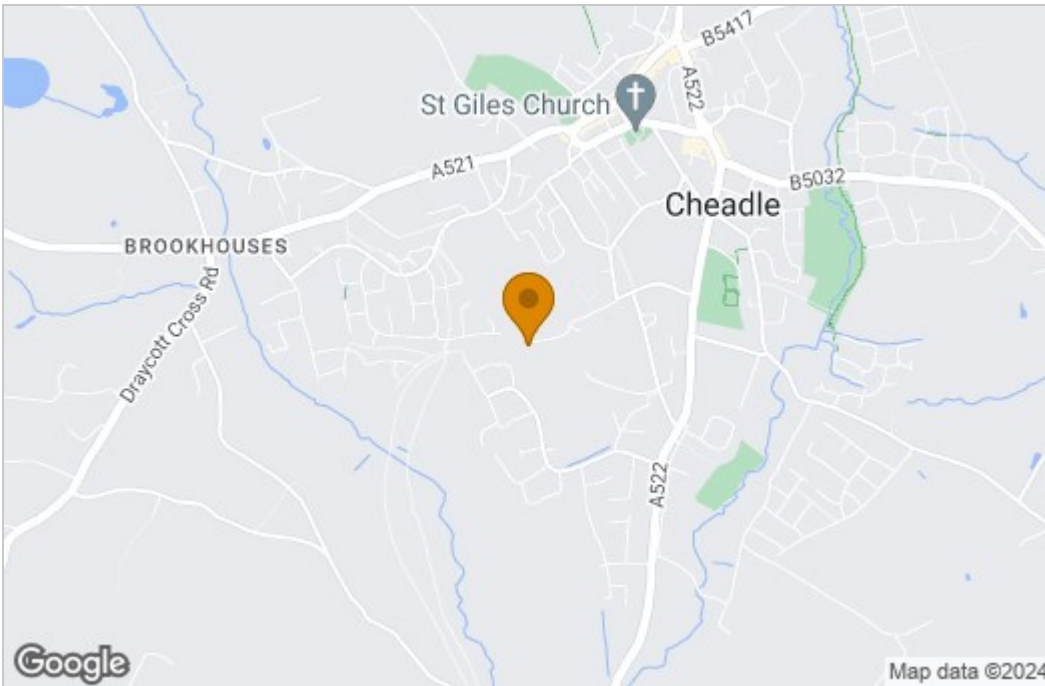 B5417
A522
St Giles Church
A521
B5032
Cheadle
BROOKHOUSES
Draycott Cross Rd
A522
Google
Map data ©2024